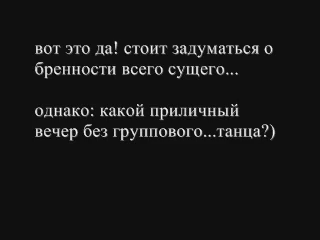 вот это да! стоит задуматься о
бренности всего сущего...
однако: какой приличный
вечер без группового...танца?)